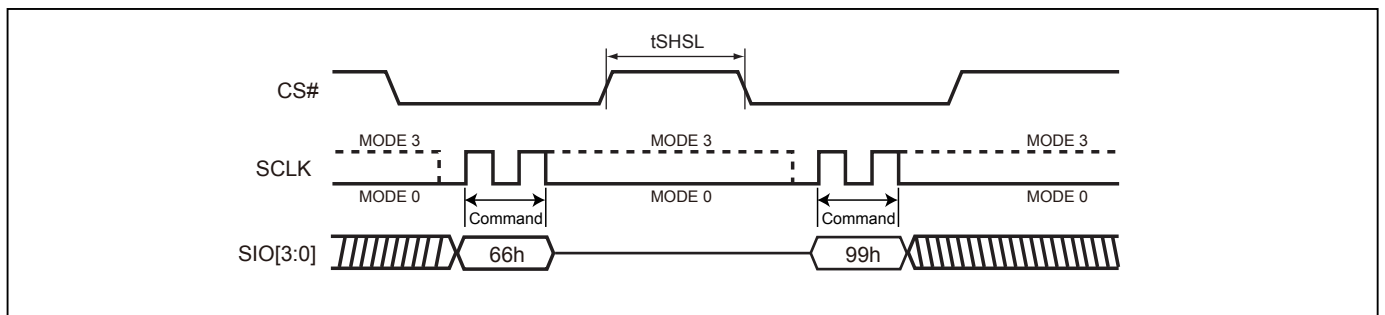 tSHSL
CS#
MODE 3 MODE 3 MODE 3
SCLK
MODE 0 MODE 0 MODE 0
Command Command
SIO[3:0] 66h 99h